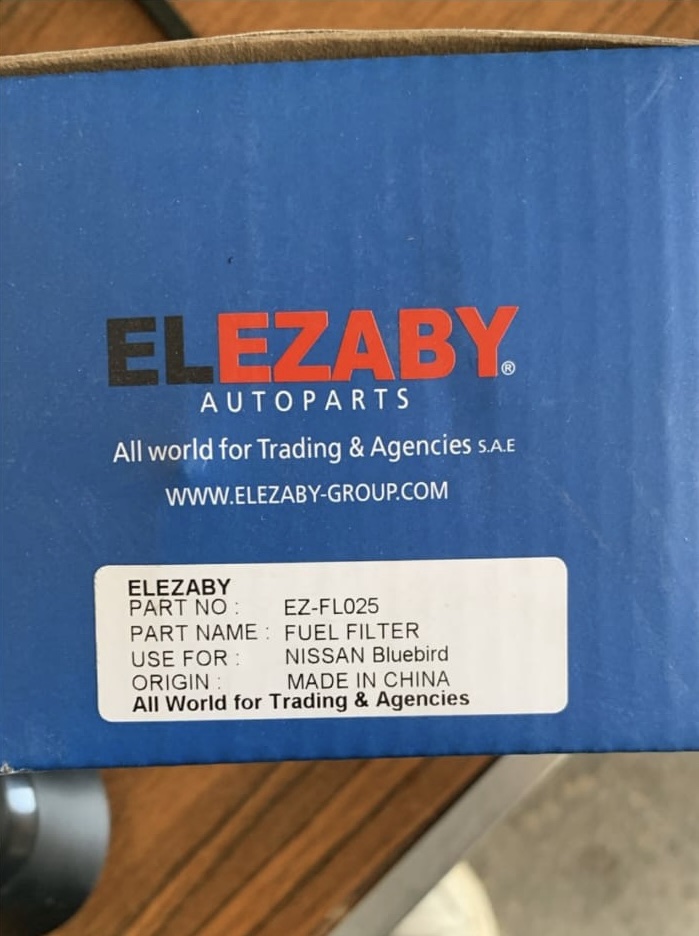 ELEZABY®
AUTOPARTS
All world for Trading & Agencies S.A.E
WWW.ELEZABY-GROUP.COM
ELEZABY
PART NO : EZ-FL025
PART NAME : FUEL FILTER
USE FOR : NISSAN Bluebird
ORIGIN : MADE IN CHINA
All World for Trading & Agencies